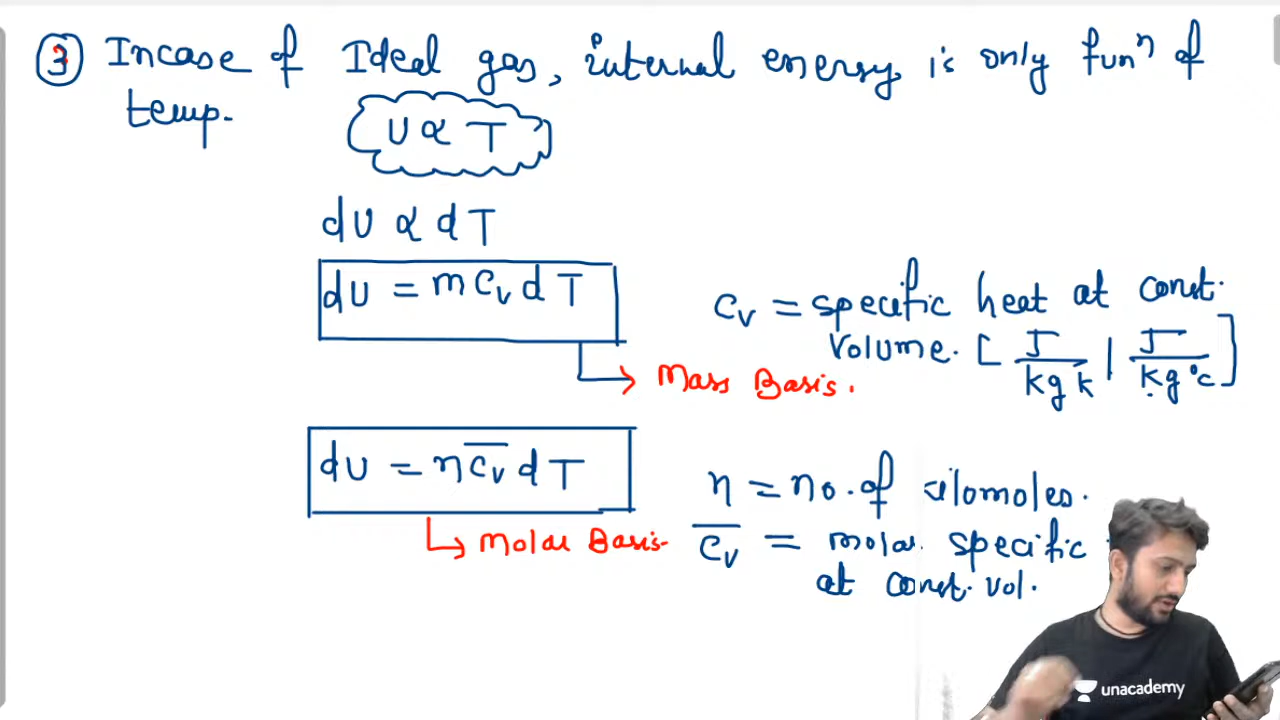 ③ Incase of Ideal gas, internal energy is only funⁿ of
temp.
U ∝ T
dU ∝ dT
dU = m Cv dT
Cv = specific heat at const.
Volume. [ J/kg k | J/kg °c ]
Mass Basis.
dU = n C̅v̅ dT
n = no. of kilomoles.
Molar Basis
C̅v̅ = molar specific
at const. vol.
unacademy